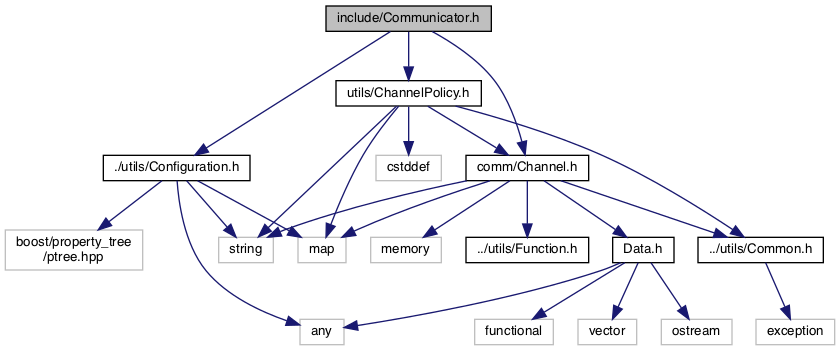 include/Communicator.h
utils/ChannelPolicy.h
./utils/Configuration.h
cstddef
comm/Channel.h
boost/property_tree
/ptree.hpp
string
map
memory
../utils/Function.h
Data.h
../utils/Common.h
any
functional
vector
ostream
exception